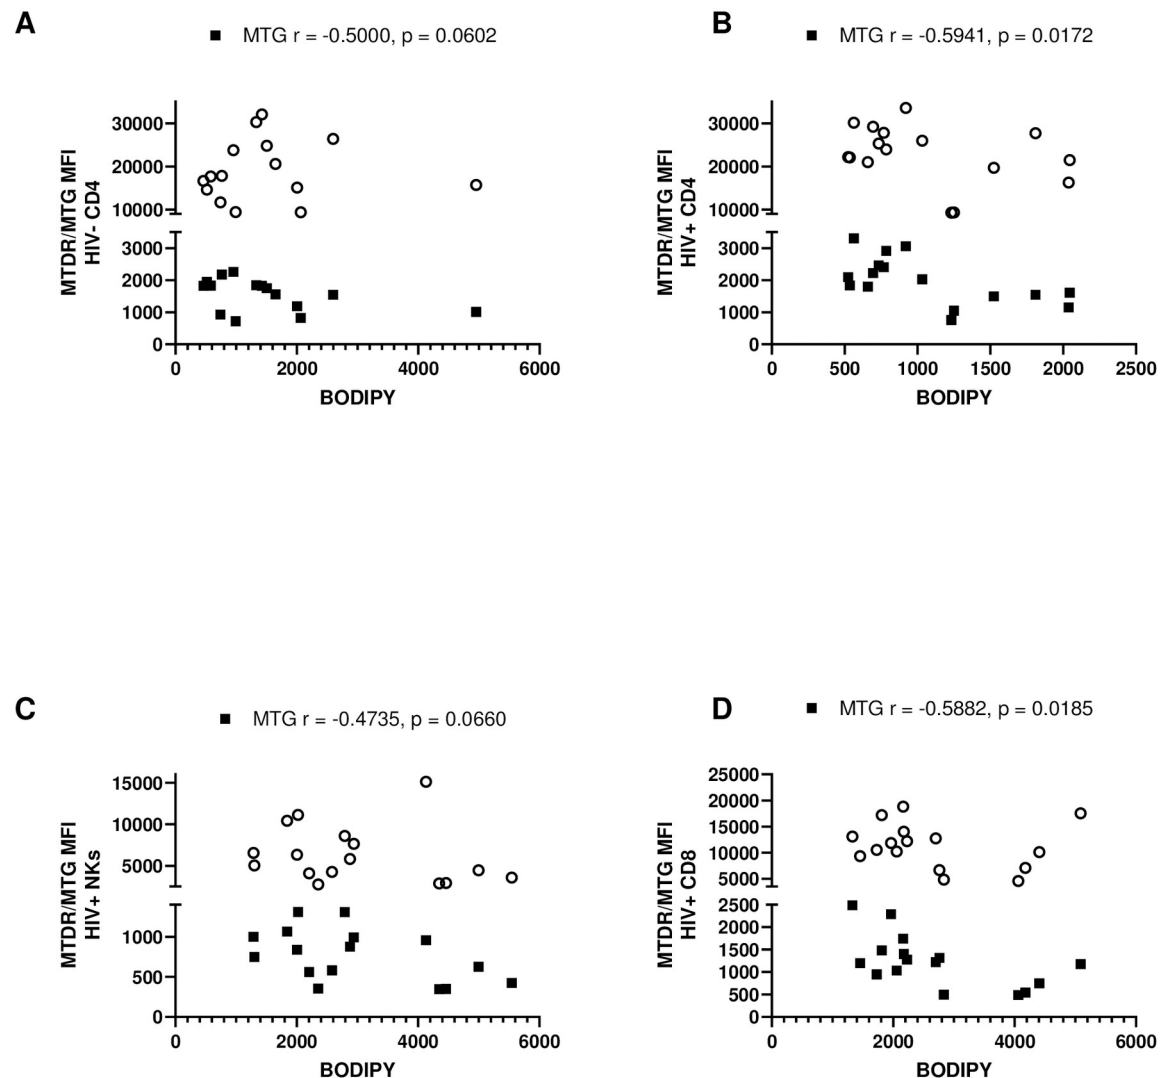 A
MTG r = -0.5000, p = 0.0602
MTDR/MTG MFI
HIV- CD4
30000
20000
10000
3000
2000
1000
0
0 2000 4000 6000
BODIPY
B
MTG r = -0.5941, p = 0.0172
MTDR/MTG MFI
HIV+ CD4
30000
20000
10000
3000
2000
1000
0
0 500 1000 1500 2000 2500
BODIPY
C
MTG r = -0.4735, p = 0.0660
MTDR/MTG MFI
HIV+ NKs
15000
10000
5000
1000
500
0
0 2000 4000 6000
BODIPY
D
MTG r = -0.5882, p = 0.0185
MTDR/MTG MFI
HIV+ CD8
25000
20000
15000
10000
5000
2500
2000
1500
1000
500
0
0 2000 4000 6000
BODIPY